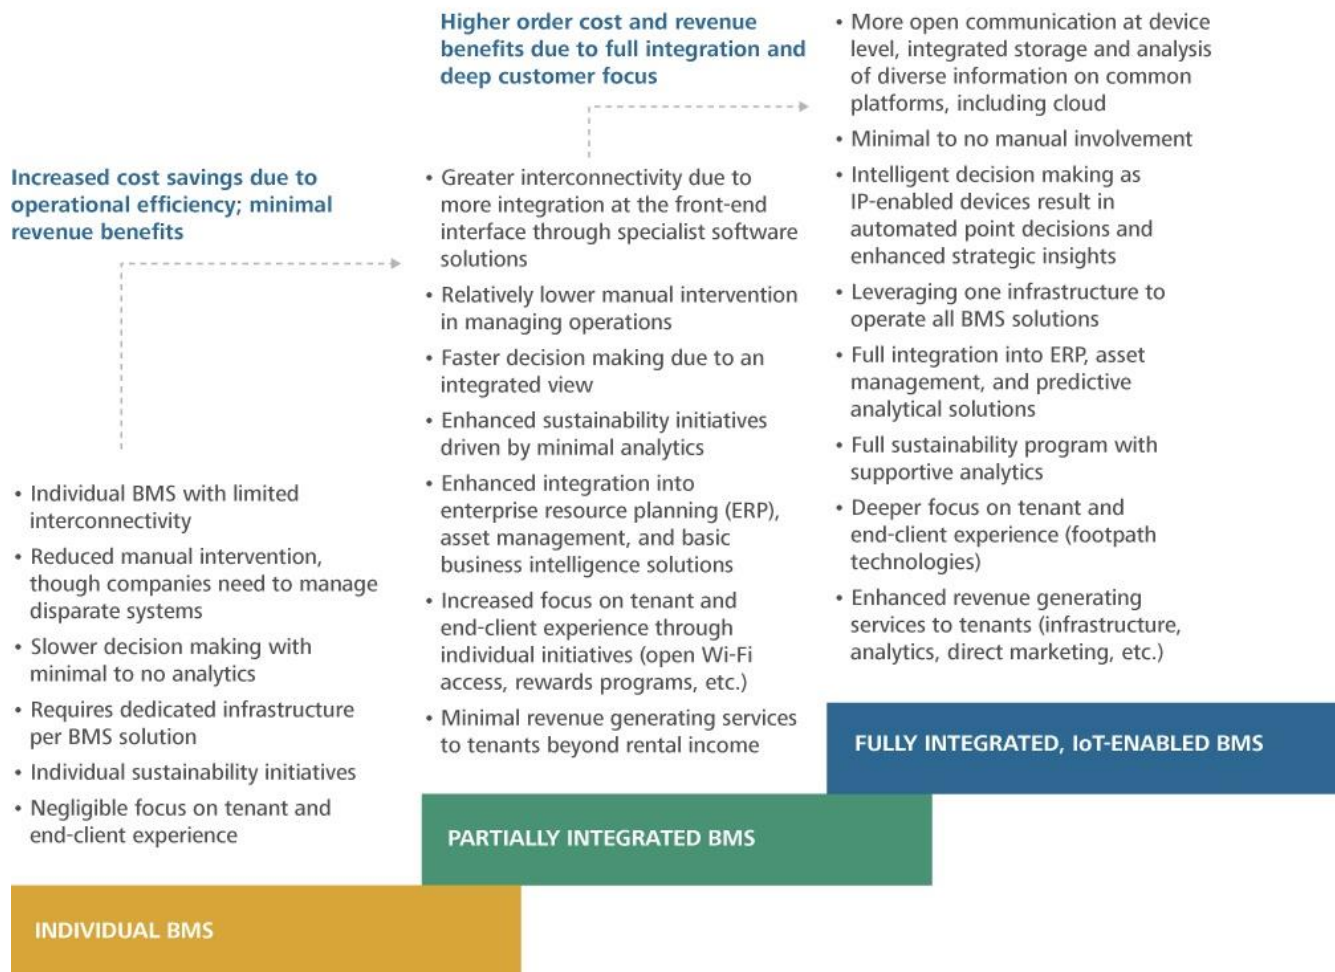 Increased cost savings due to
operational efficiency; minimal
revenue benefits
• Individual BMS with limited
interconnectivity
• Reduced manual intervention,
though companies need to manage
disparate systems
• Slower decision making with
minimal to no analytics
• Requires dedicated infrastructure
per BMS solution
• Individual sustainability initiatives
• Negligible focus on tenant and
end-client experience
INDIVIDUAL BMS
Higher order cost and revenue
benefits due to full integration and
deep customer focus
• Greater interconnectivity due to
more integration at the front-end
interface through specialist software
solutions
• Relatively lower manual intervention
in managing operations
• Faster decision making due to an
integrated view
• Enhanced sustainability initiatives
driven by minimal analytics
• Enhanced integration into
enterprise resource planning (ERP),
asset management, and basic
business intelligence solutions
• Increased focus on tenant and
end-client experience through
individual initiatives (open Wi-Fi
access, rewards programs, etc.)
• Minimal revenue generating services
to tenants beyond rental income
PARTIALLY INTEGRATED BMS
• More open communication at device
level, integrated storage and analysis
of diverse information on common
platforms, including cloud
• Minimal to no manual involvement
• Intelligent decision making as
IP-enabled devices result in
automated point decisions and
enhanced strategic insights
• Leveraging one infrastructure to
operate all BMS solutions
• Full integration into ERP, asset
management, and predictive
analytical solutions
• Full sustainability program with
supportive analytics
• Deeper focus on tenant and
end-client experience (footpath
technologies)
• Enhanced revenue generating
services to tenants (infrastructure,
analytics, direct marketing, etc.)
FULLY INTEGRATED, IoT-ENABLED BMS